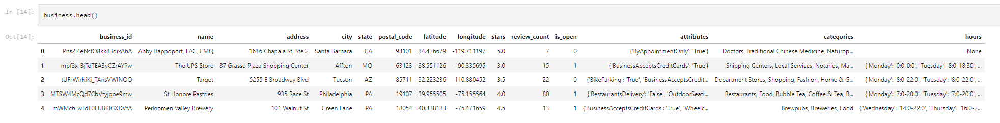 In [14]: business.head()
Out[14]:
business_id name address city state postal_code latitude longitude stars review_count is_open attributes categories hours
0 Pns2l4eNsfO8kk83dixA6A Abby Rappoport, LAC, CMQ 1616 Chapala St, Ste 2 Santa Barbara CA 93101 34.426679 -119.711197 5.0 7 0 {'ByAppointmentOnly': 'True'} Doctors, Traditional Chinese Medicine, Naturop... None
1 mpf3x-BjTdTEA3yCZrAYPw The UPS Store 87 Grasso Plaza Shopping Center Affton MO 63123 38.551126 -90.335695 3.0 15 1 {'BusinessAcceptsCreditCards': 'True'} Shipping Centers, Local Services, Notaries, Ma... {'Monday': '0:0-0:0', 'Tuesday': '8:0-18:30', ...
2 tUFrWirKiKi_TAnsVWINQQ Target 5255 E Broadway Blvd Tucson AZ 85711 32.223236 -110.880452 3.5 22 0 {'BikeParking': 'True', 'BusinessAcceptsCredit... Department Stores, Shopping, Fashion, Home & G... {'Monday': '8:0-22:0', 'Tuesday': '8:0-22:0', ...
3 MTSW4McQd7CbVtyjqoe9mw St Honore Pastries 935 Race St Philadelphia PA 19107 39.955505 -75.155564 4.0 80 1 {'RestaurantsDelivery': 'False', 'OutdoorSeati... Restaurants, Food, Bubble Tea, Coffee & Tea, B... {'Monday': '7:0-20:0', 'Tuesday': '7:0-20:0', ...
4 mWMc6_wTdE0EUBKIGXDVfA Perkiomen Valley Brewery 101 Walnut St Green Lane PA 18054 40.338183 -75.471659 4.5 13 1 {'BusinessAcceptsCreditCards': 'True', 'Wheelc... Brewpubs, Breweries, Food {'Wednesday': '14:0-22:0', 'Thursday': '16:0-2...